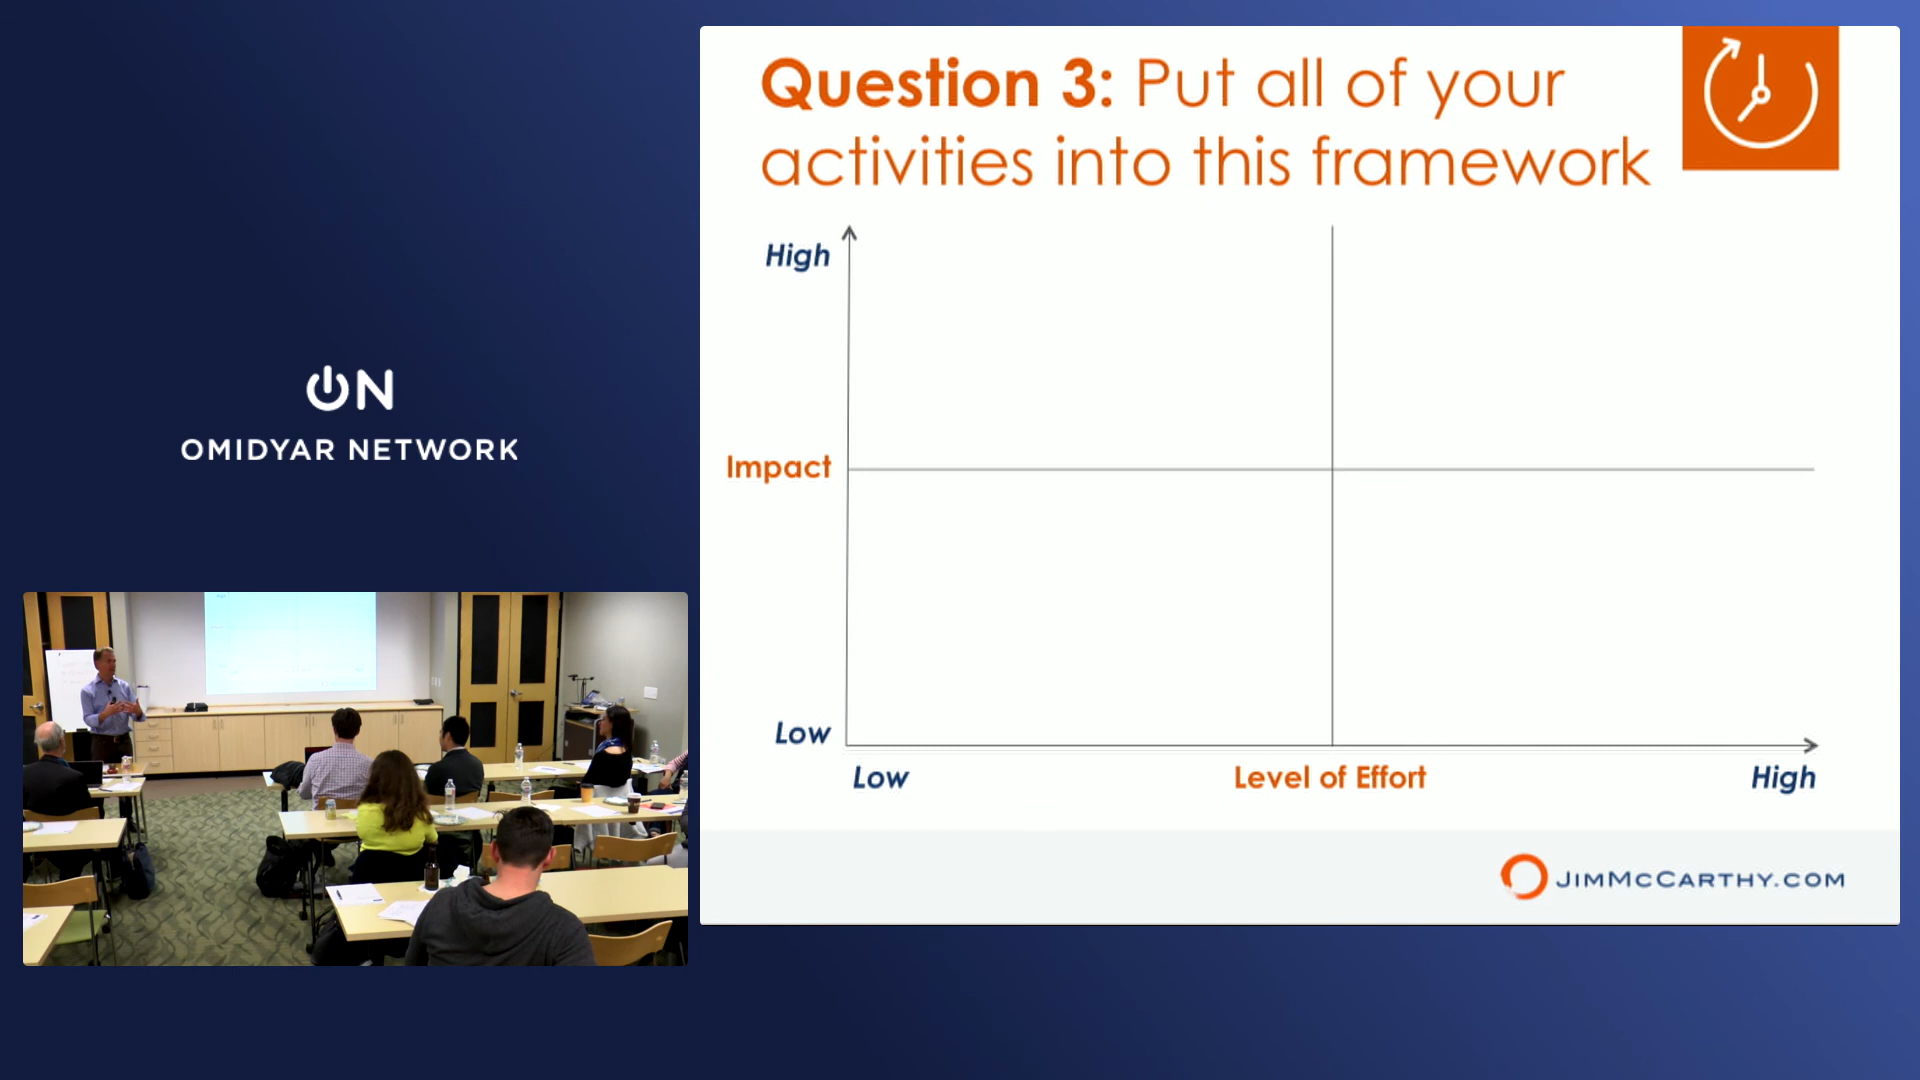 Question 3: Put all of your
activities into this framework
High
Impact
Low
Low
Level of Effort
High
JIMMCCARTHY.COM
ON
OMIDYAR NETWORK